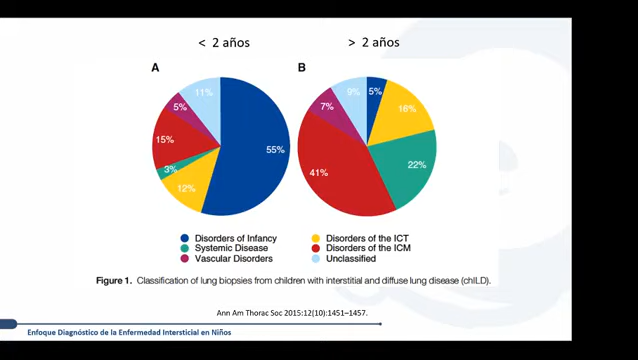 < 2 años
> 2 años
A
B
11%
5%
15%
3%
12%
55%
9%
5%
7%
16%
22%
41%
Disorders of Infancy
Disorders of the ICT
Systemic Disease
Disorders of the ICM
Vascular Disorders
Unclassified
Figure 1. Classification of lung biopsies from children with interstitial and diffuse lung disease (chILD).
Ann Am Thorac Soc 2015:12(10):1451–1457.
Enfoque Diagnóstico de la Enfermedad Intersticial en Niños